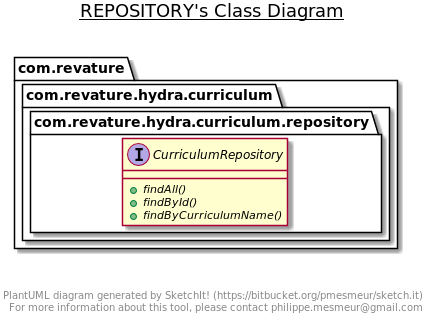 REPOSITORY's Class Diagram
com.revature
com.revature.hydra.curriculum
com.revature.hydra.curriculum.repository
I CurriculumRepository
findAll()
findById()
findByCurriculumName()
PlantUML diagram generated by SketchIt! (https://bitbucket.org/pmesmeur/sketch.it)
For more information about this tool, please contact philippe.mesmeur@gmail.com